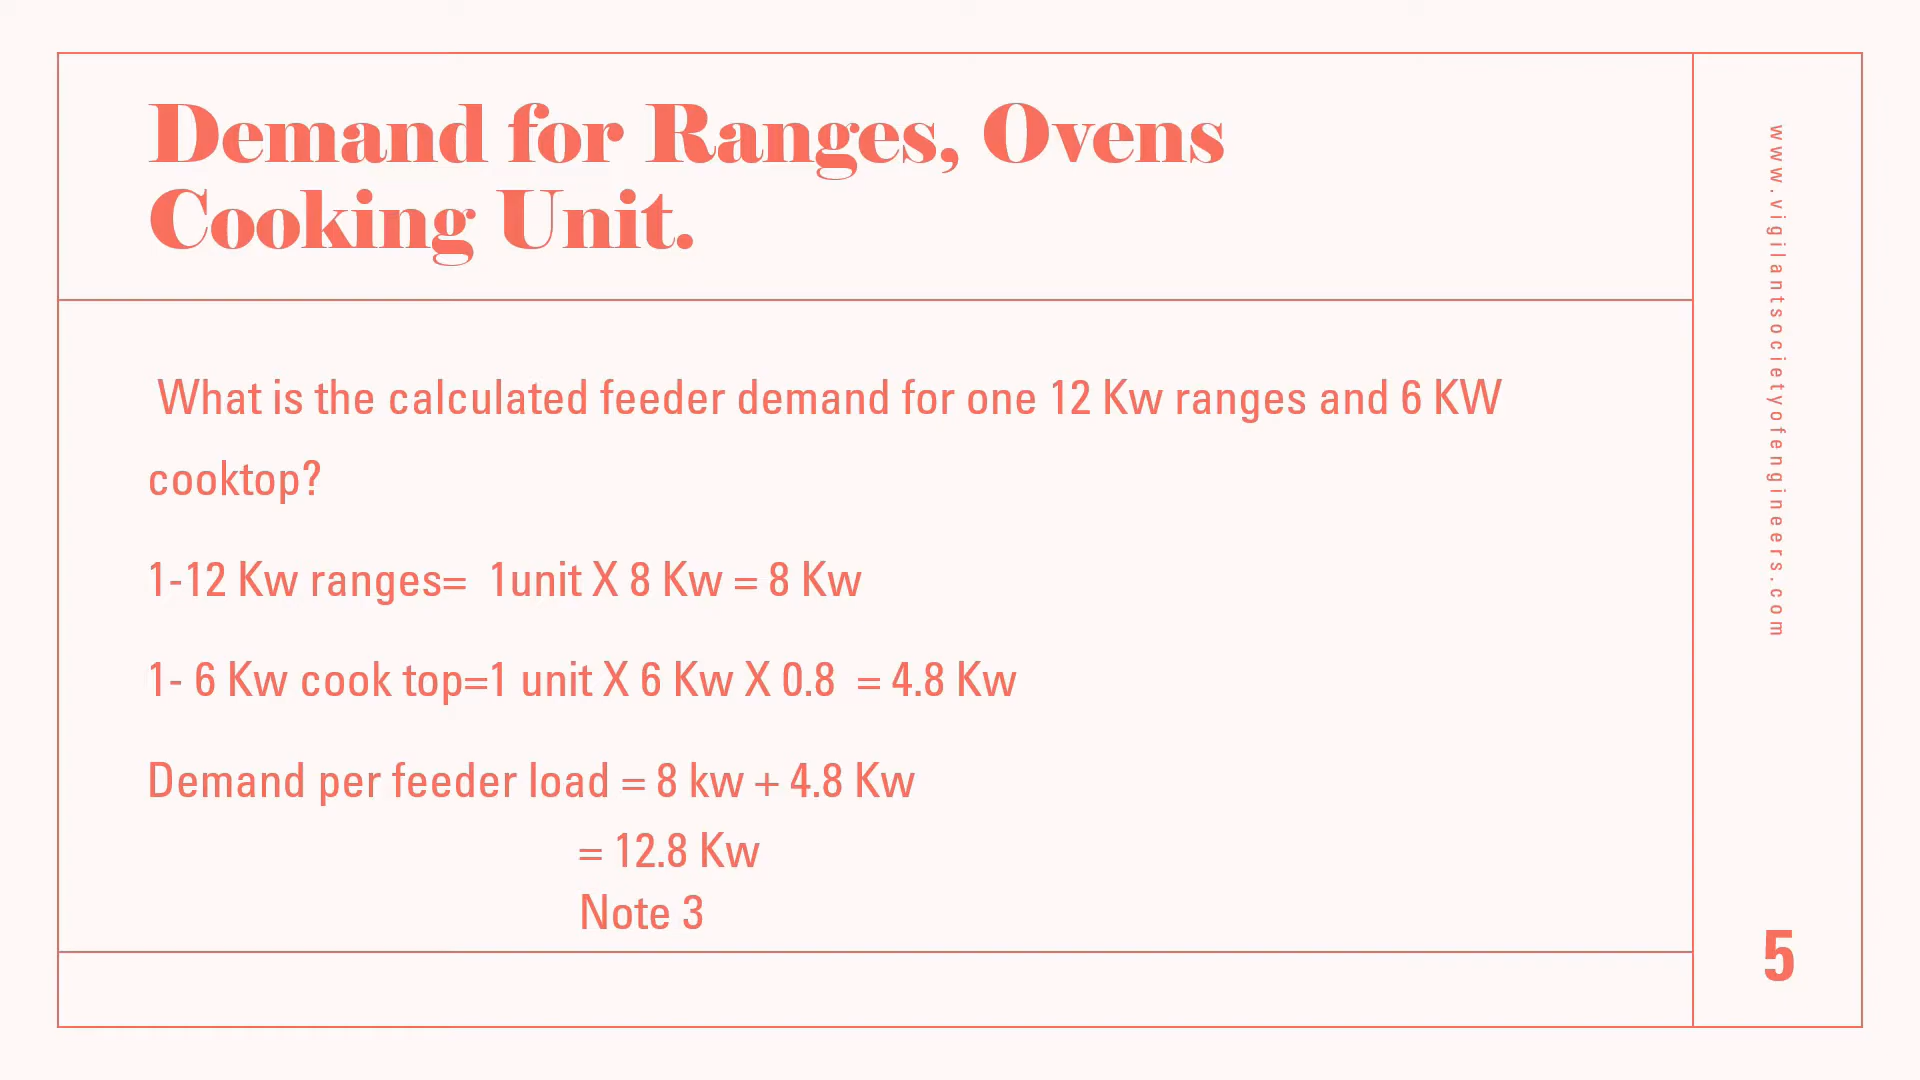 Demand for Ranges, Ovens
Cooking Unit.
What is the calculated feeder demand for one 12 Kw ranges and 6 KW
cooktop?
1-12 Kw ranges= 1unit X 8 Kw = 8 Kw
1- 6 Kw cook top=1 unit X 6 Kw X 0.8 = 4.8 Kw
Demand per feeder load = 8 kw + 4.8 Kw
= 12.8 Kw
Note 3
www.vigilantsocietyofengineers.com
5